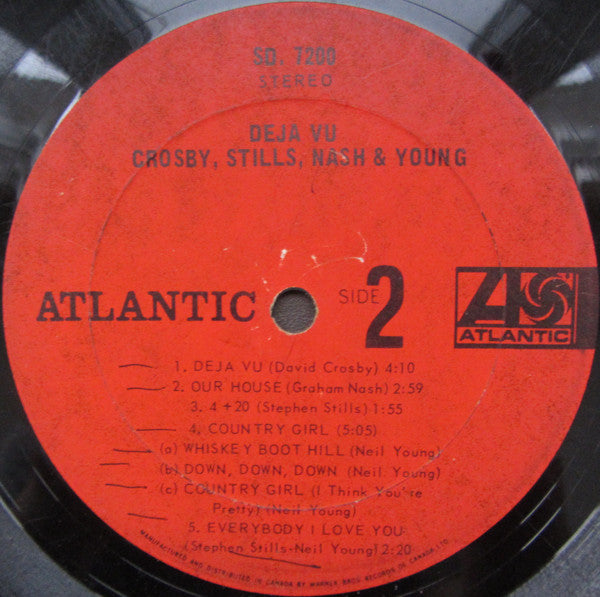 SD. 7200
STEREO
DEJA VU
CROSBY, STILLS, NASH & YOUNG
ATLANTIC
SIDE 2
ATLANTIC
1. DEJA VU (David Crosby) 4:10
2. OUR HOUSE (Graham Nash) 2:59
3. 4 + 20 (Stephen Stills) 1:55
4. COUNTRY GIRL (5:05)
(a) WHISKEY BOOT HILL (Neil Young)
(b) DOWN, DOWN, DOWN (Neil Young)
(c) COUNTRY GIRL (I Think You're
Pretty) (Neil Young)
5. EVERYBODY I LOVE YOU
(Stephen Stills-Neil Young) 2:20
MANUFACTURED AND DISTRIBUTED IN CANADA BY WARNER BROS. RECORDS OF CANADA LTD.